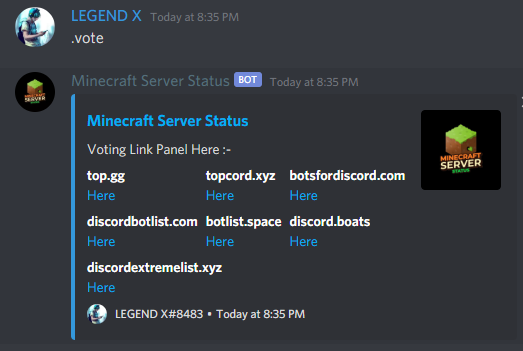 LEGEND X Today at 8:35 PM
.vote
Minecraft Server Status BOT Today at 8:35 PM
Minecraft Server Status
MINECRAFT
SERVER
STATUS
Voting Link Panel Here :-
top.gg topcord.xyz botsfordiscord.com
Here Here Here
discordbotlist.com botlist.space discord.boats
Here Here Here
discordextremelist.xyz
Here
LEGEND X#8483 • Today at 8:35 PM